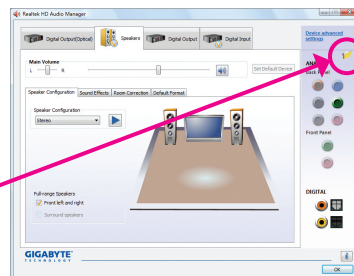 Realtek HD Audio Manager
Digital Output(Optical)
Speakers
Digital Output
Digital Input
Device advanced
settings
Main Volume
L
R
Set Default Device
ANA
Back Panel
Speaker Configuration
Sound Effects
Room Correction
Default Format
Speaker Configuration
Stereo
Front Panel
Full-range Speakers
Front left and right
Surround speakers
DIGITAL
GIGABYTE
TECHNOLOGY
i
OK